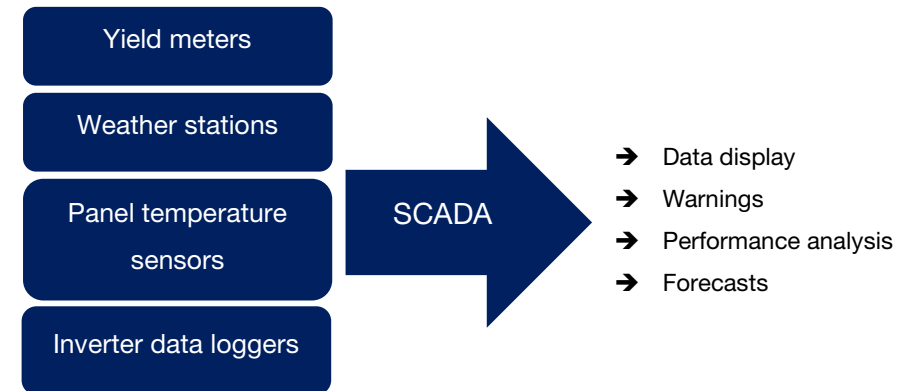 Yield meters
Weather stations
Panel temperature
sensors
Inverter data loggers
SCADA
➔ Data display
➔ Warnings
➔ Performance analysis
➔ Forecasts